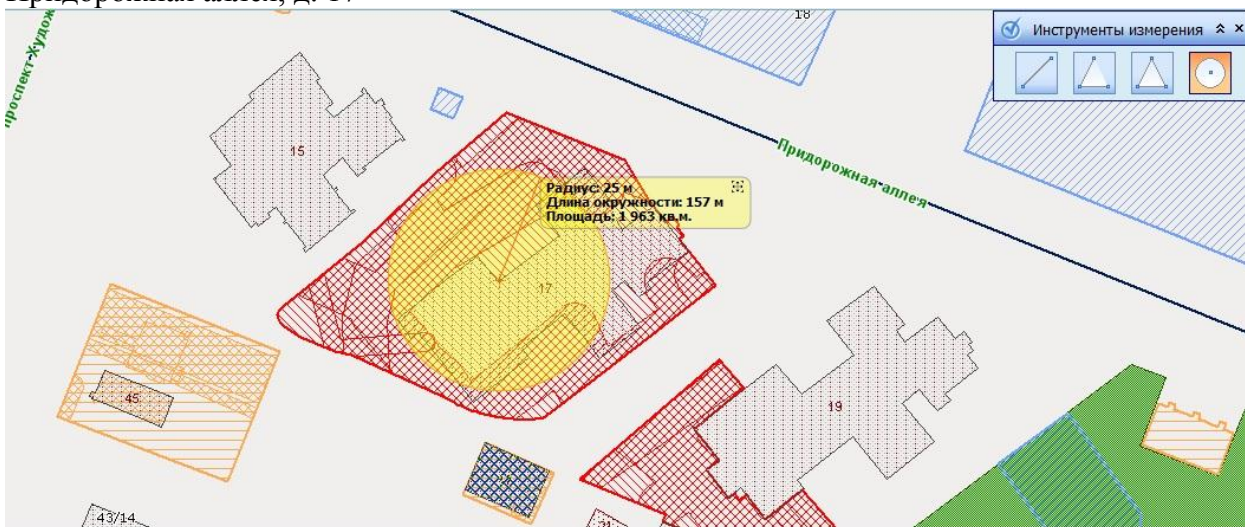 Придорожная аллея, д. 17
18
Инструменты измерения
проспект Худож
15
Придорожная аллея
Радиус: 25 м
Длина окружности: 157 м
Площадь: 1 963 кв.м.
17
45
19
43/14
21